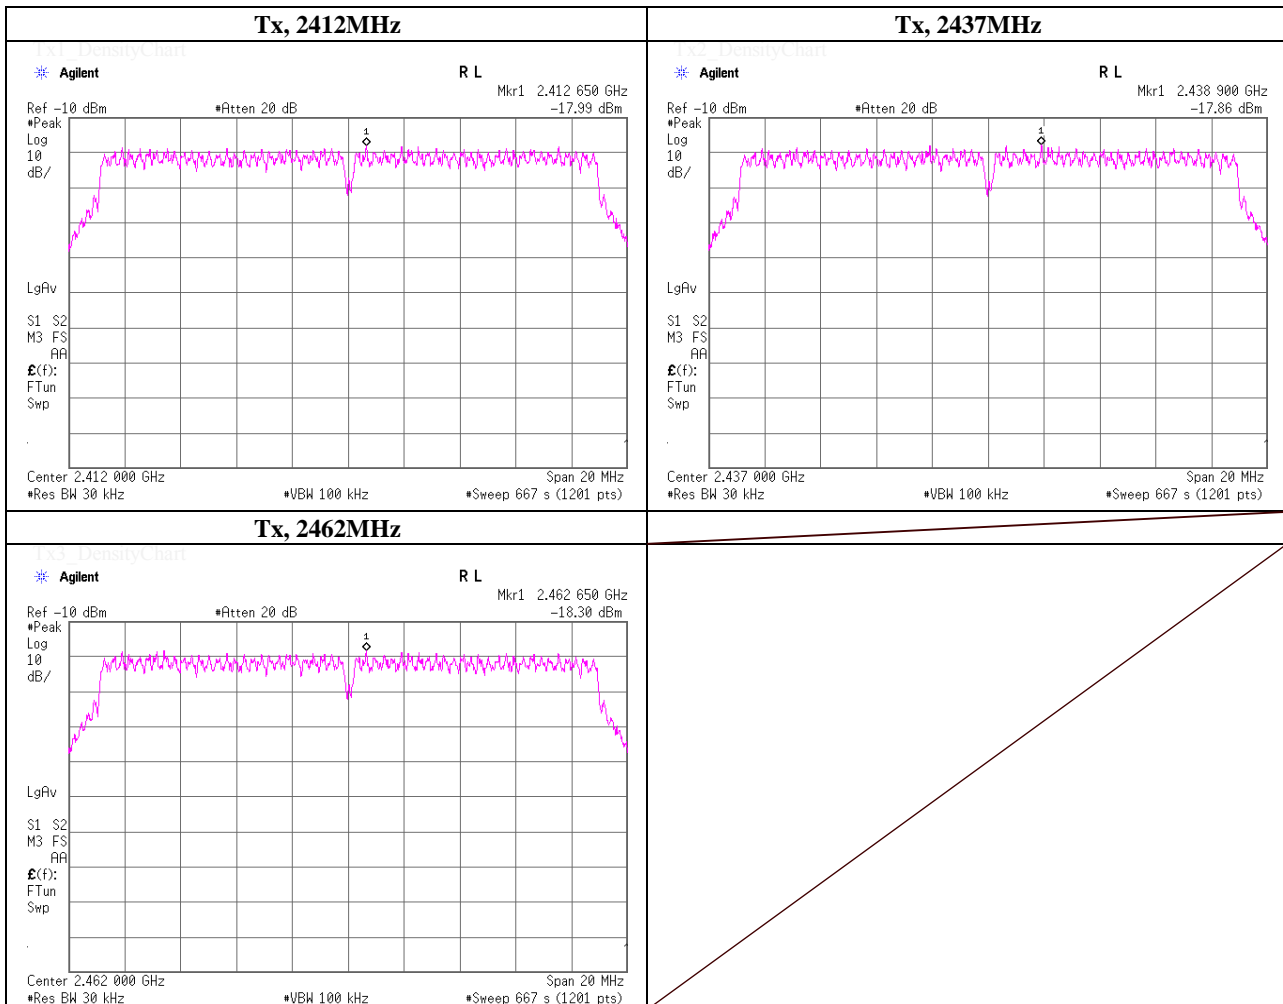 Tx, 2412MHz
Tx1_DensityChart
Agilent
R L
Mkr1 2.412 650 GHz
Ref -10 dBm #Atten 20 dB -17.99 dBm
#Peak
Log
10
dB/
1
LgAv
S1 S2
M3 FS
AA
£(f):
FTun
Swp
Center 2.412 000 GHz Span 20 MHz
#Res BW 30 kHz #VBW 100 kHz #Sweep 667 s (1201 pts)
Tx, 2437MHz
Tx2_DensityChart
Agilent
R L
Mkr1 2.438 900 GHz
Ref -10 dBm #Atten 20 dB -17.86 dBm
#Peak
Log
10
dB/
1
LgAv
S1 S2
M3 FS
AA
£(f):
FTun
Swp
Center 2.437 000 GHz Span 20 MHz
#Res BW 30 kHz #VBW 100 kHz #Sweep 667 s (1201 pts)
Tx, 2462MHz
Tx3_DensityChart
Agilent
R L
Mkr1 2.462 650 GHz
Ref -10 dBm #Atten 20 dB -18.30 dBm
#Peak
Log
10
dB/
1
LgAv
S1 S2
M3 FS
AA
£(f):
FTun
Swp
Center 2.462 000 GHz Span 20 MHz
#Res BW 30 kHz #VBW 100 kHz #Sweep 667 s (1201 pts)